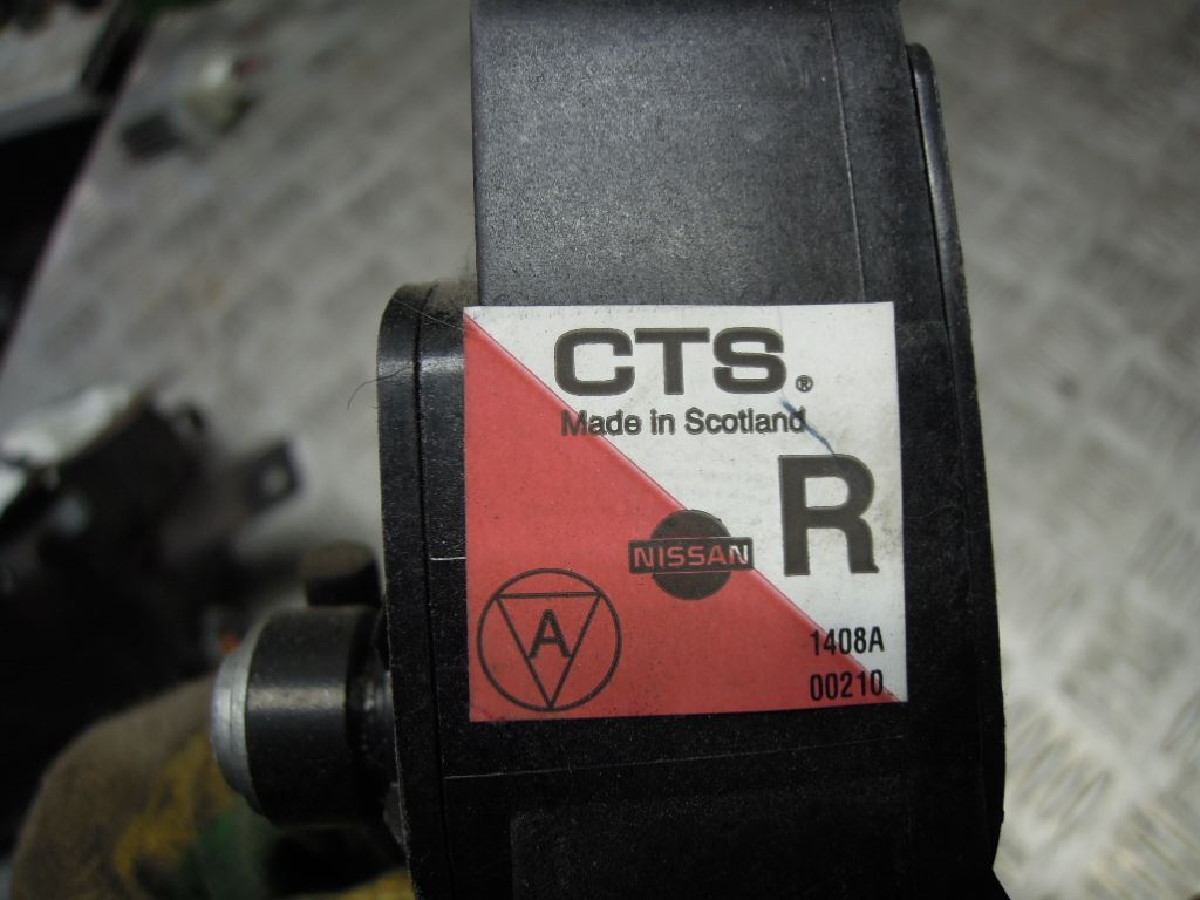 CTS.®
Made in Scotland
R
NISSAN
A
1408A
00210